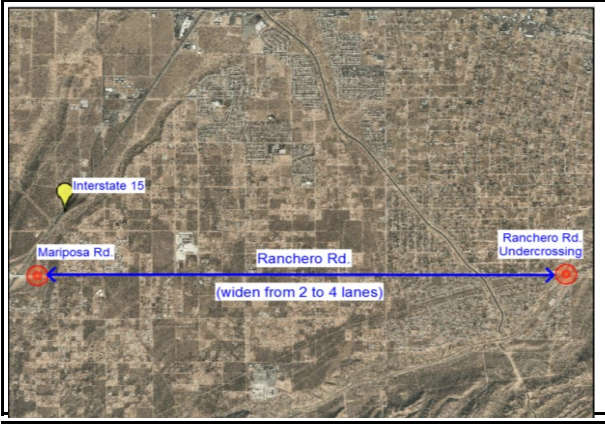 Interstate 15
Mariposa Rd.
Ranchero Rd.
Undercrossing
Ranchero Rd.
(widen from 2 to 4 lanes)